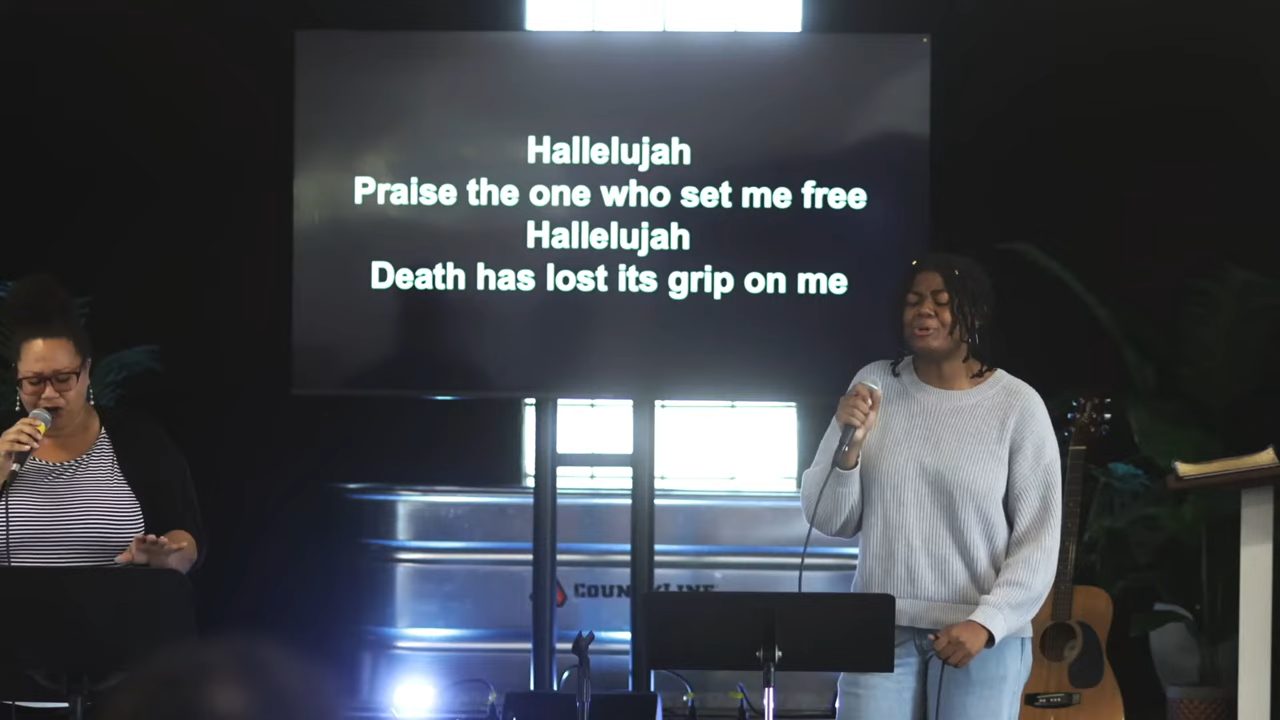 Hallelujah
Praise the one who set me free
Hallelujah
Death has lost its grip on me